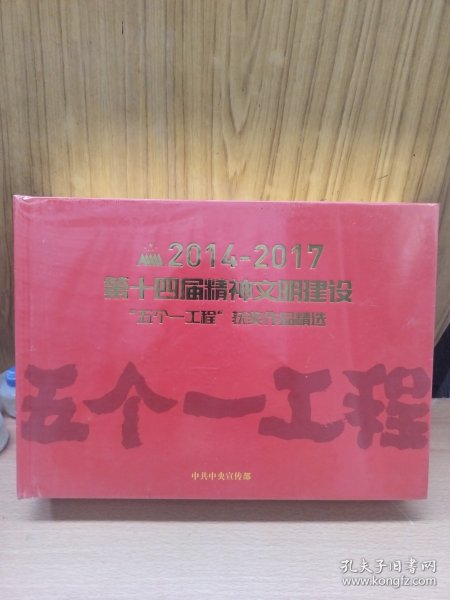 2014-2017
第十四届精神文明建设
“五个一工程”获奖作品精选
五个一工程
中共中央宣传部
孔夫子旧书网
www.kongfz.com